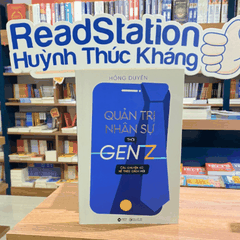 ReadStation
Huỳnh Thúc Kháng
HỒNG DUYÊN
QUẢN TRỊ
NHÂN SỰ
THỜI
GEN Z